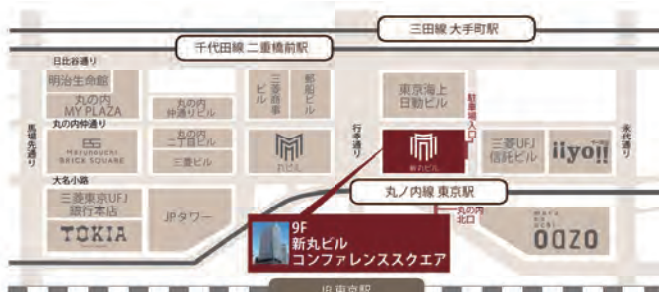 三田線 大手町駅
千代田線 二重橋前駅
日比谷通り
明治生命館
丸の内
MY PLAZA
丸の内
仲通りビル
三菱商事
ビル
郵船ビル
東京海上
日動ビル
駐車場入口
馬場先通り
丸の内仲通り
Marunouchi
BRICK SQUARE
丸の内
二丁目ビル
三菱ビル
丸ビル
行幸通り
新丸ビル
三菱UFJ
信託ビル
iiyo!!
永代通り
大名小路
三菱東京UFJ
銀行本店
TOKIA
JPタワー
丸ノ内線 東京駅
丸の内
北口
maru
no
uchi
OAZO
9F
新丸ビル
コンファレンススクエア
JR東京駅